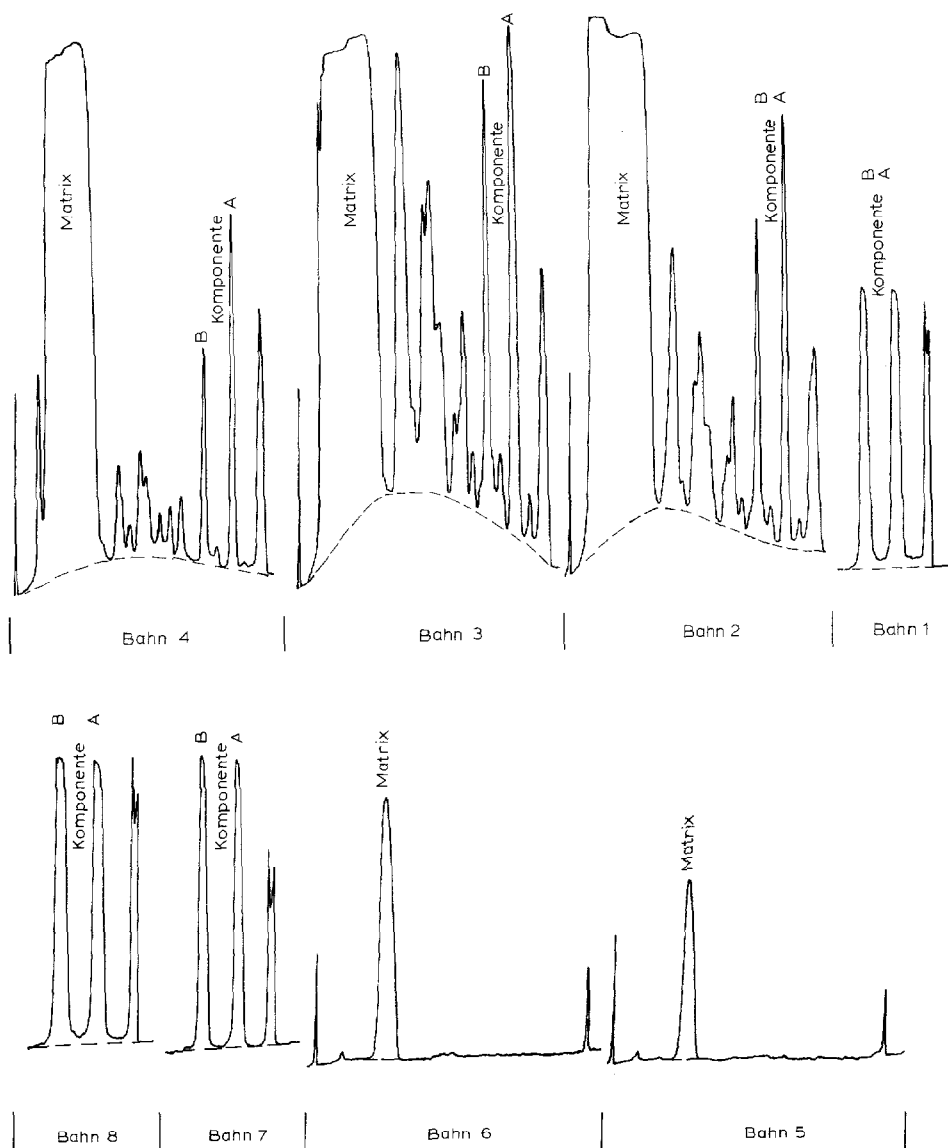 Matrix
B
Komponente
A
Matrix
B
Komponente
A
Matrix
B
Komponente
A
B
Komponente
A
Bahn 4
Bahn 3
Bahn 2
Bahn 1
B
Komponente
A
B
Komponente
A
Matrix
Matrix
Bahn 8
Bahn 7
Bahn 6
Bahn 5